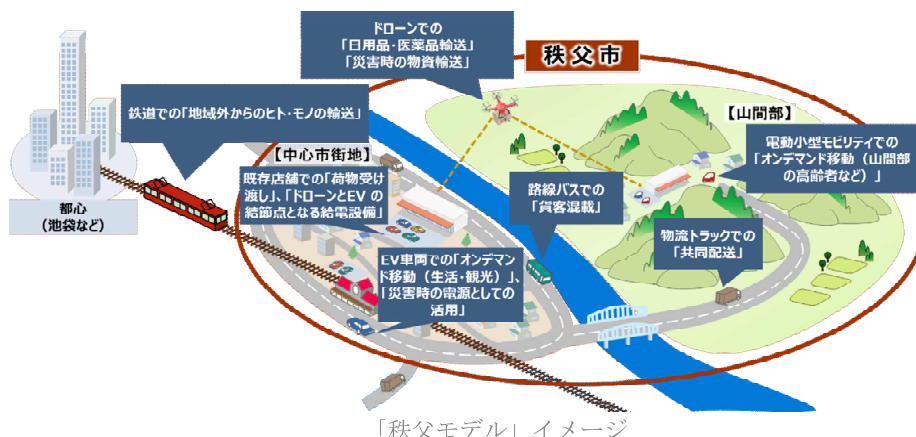 ドローンでの
「日用品・医薬品輸送」
「災害時の物資輸送」
秩父市
鉄道での「地域外からのヒト・モノの輸送」
【山間部】
電動小型モビリティでの
「オンデマンド移動（山間部
の高齢者など）」
【中心市街地】
既存店舗での「荷物受け
渡し」、「ドローンとEVの
結節点となる給電設備」
路線バスでの
「貨客混載」
都心
（池袋など）
物流トラックでの
「共同配送」
EV車両での「オンデマ
ンド移動（生活・観光）」、
「災害時の電源としての
活用」
「秩父モデル」イメージ